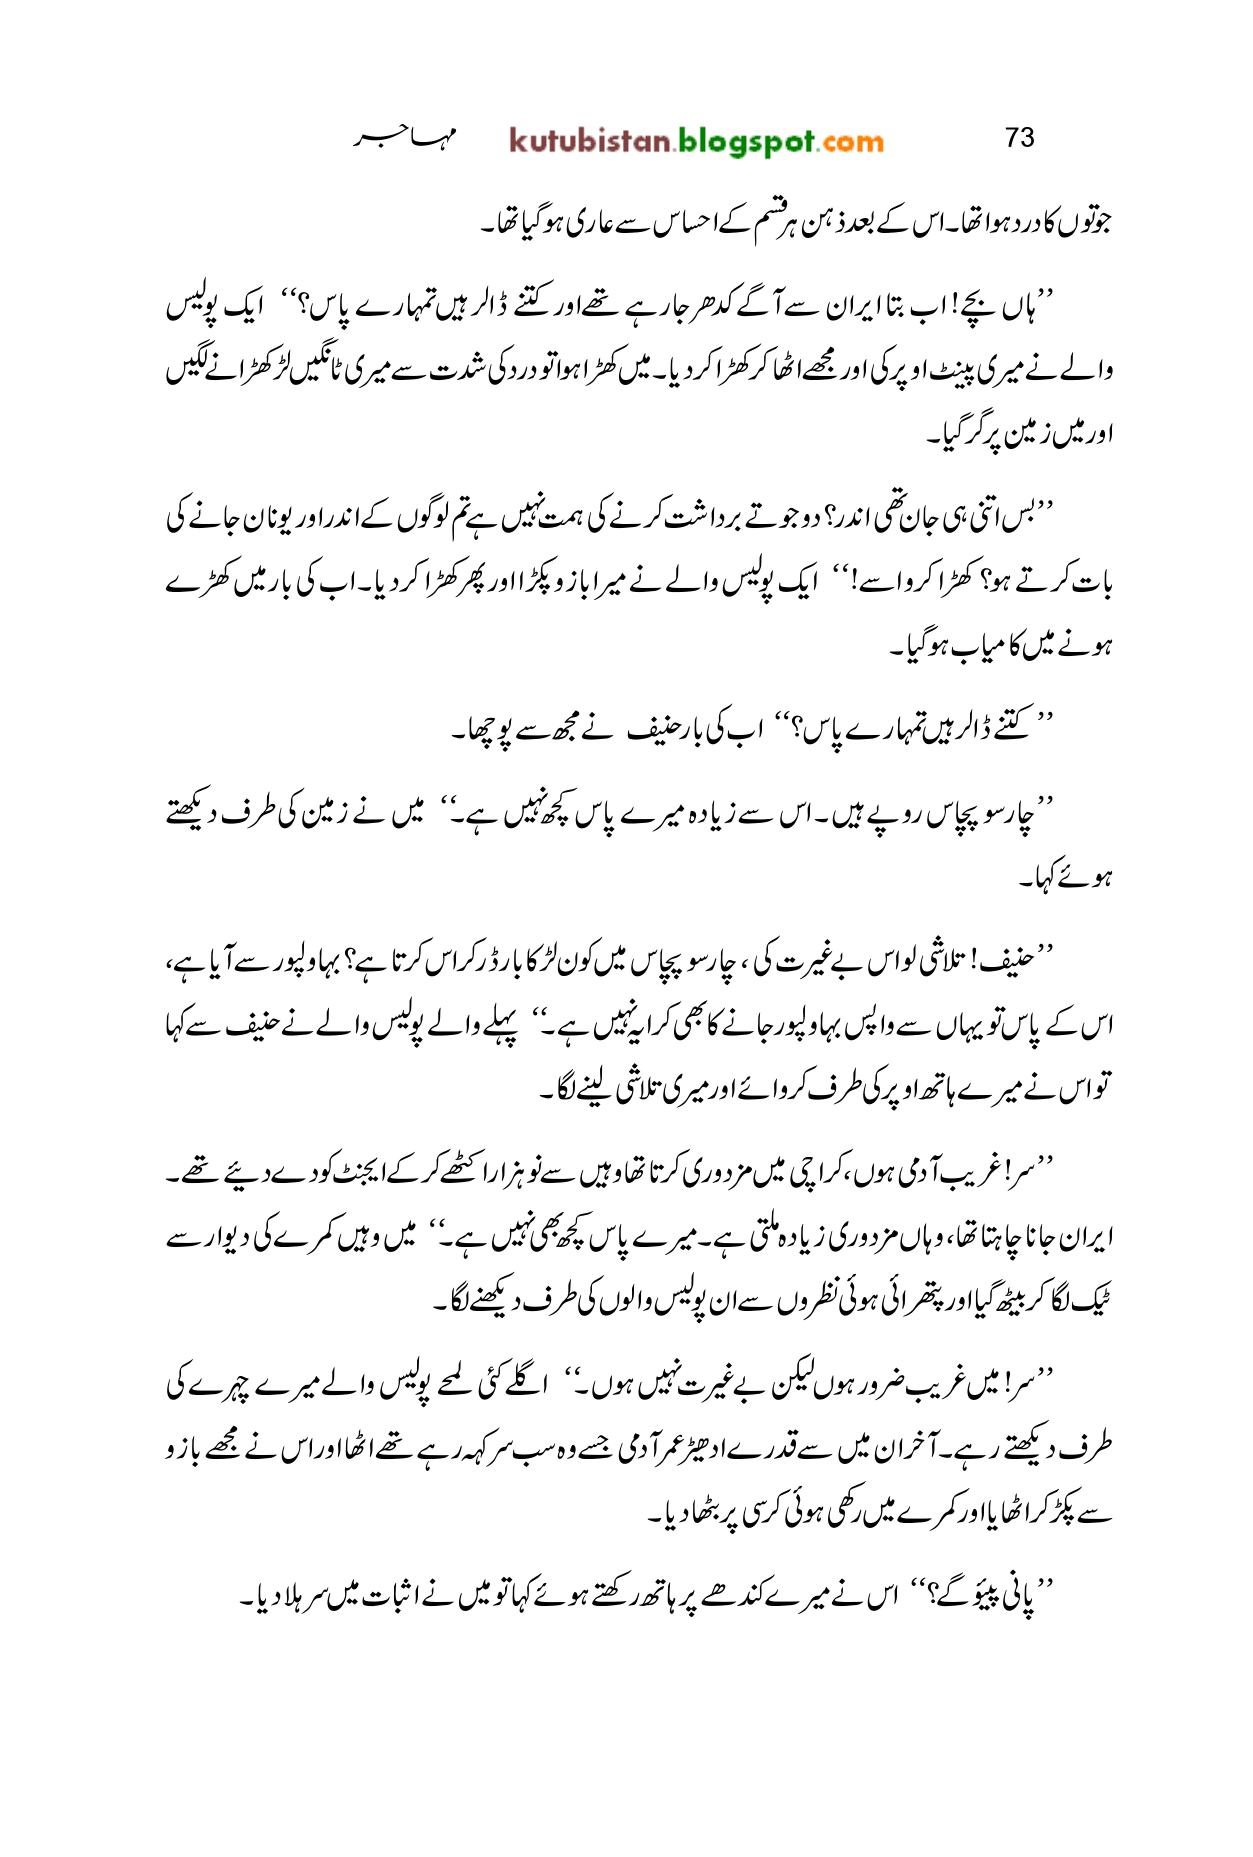 73 kutubistan.blogspot.com مہاجر
جوتوں کا درد ہوا تھا۔ اس کے بعد ذہن ہر قسم کے احساس سے عاری ہو گیا تھا۔
’’ہاں بچے! اب بتا ایران سے آگے کدھر جا رہے تھے اور کتنے ڈالر ہیں تمہارے پاس؟‘‘ ایک پولیس
والے نے میری پینٹ اوپر کی اور مجھے اٹھا کر کھڑا کر دیا۔ میں کھڑا ہوا تو درد کی شدت سے میری ٹانگیں لڑکھڑانے لگیں
اور میں زمین پر گر گیا۔
’’بس اتنی ہی جان تھی اندر؟ دو جوتے برداشت کرنے کی ہمت نہیں ہے تم لوگوں کے اندر اور یونان جانے کی
بات کرتے ہو؟ کھڑا کرو اسے!‘‘ ایک پولیس والے نے میرا بازو پکڑا اور پھر کھڑا کر دیا۔ اب کی بار میں کھڑے
ہونے میں کامیاب ہو گیا۔
’’کتنے ڈالر ہیں تمہارے پاس؟‘‘ اب کی بار حنیف نے مجھ سے پوچھا۔
’’چار سو پچاس روپے ہیں۔ اس سے زیادہ میرے پاس کچھ نہیں ہے۔‘‘ میں نے زمین کی طرف دیکھتے
ہوئے کہا۔
’’حنیف! تلاشی لو اس بے غیرت کی، چار سو پچاس میں کون لڑکا بارڈر کراس کرتا ہے؟ بہاولپور سے آیا ہے،
اس کے پاس تو یہاں سے واپس بہاولپور جانے کا بھی کرایہ نہیں ہے۔‘‘ پہلے والے پولیس والے نے حنیف سے کہا
تو اس نے میرے ہاتھ اوپر کی طرف کروائے اور میری تلاشی لینے لگا۔
’’سر! غریب آدمی ہوں، کراچی میں مزدوری کرتا تھا وہیں سے نو ہزار اکٹھے کر کے ایجنٹ کو دے دیئے تھے۔
ایران جانا چاہتا تھا، وہاں مزدوری زیادہ ملتی ہے۔ میرے پاس کچھ بھی نہیں ہے۔‘‘ میں وہیں کمرے کی دیوار سے
ٹیک لگا کر بیٹھ گیا اور پتھرائی ہوئی نظروں سے ان پولیس والوں کی طرف دیکھنے لگا۔
’’سر! میں غریب ضرور ہوں لیکن بے غیرت نہیں ہوں۔‘‘ اگلے کئی لمحے پولیس والے میرے چہرے کی
طرف دیکھتے رہے۔ آخر ان میں سے قدرے ادھیڑ عمر آدمی جسے وہ سب سر کہہ رہے تھے اٹھا اور اس نے مجھے بازو
سے پکڑ کر اٹھایا اور کمرے میں رکھی ہوئی کرسی پر بٹھا دیا۔
’’پانی پیئو گے؟‘‘ اس نے میرے کندھے پر ہاتھ رکھتے ہوئے کہا تو میں نے اثبات میں سر ہلا دیا۔